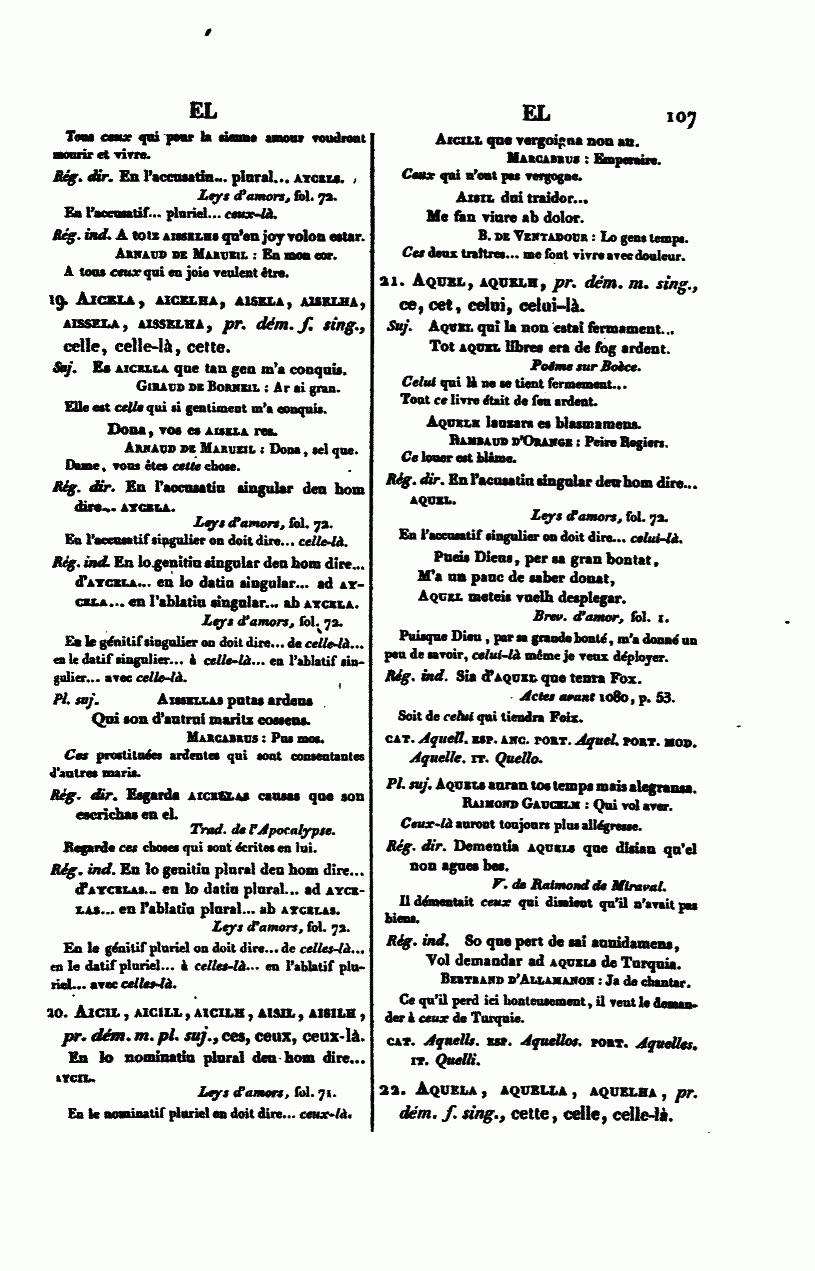 EL
Tous ceux qui pour la sienne amour voudront
mourir et vivre.
Rég. dir. En l'accusatin... plural... AYCELS.
Leys d'amors, fol. 72.
En l'accusatif... pluriel... ceux-là.
Rég. ind. A totz AISSELHS qu'en joy volon estar.
ARNAUD DE MARUEIL : En mon cor.
A tous ceux qui en joie veulent être.
19. AICELA, AICELHA, AISELA, AISELHA,
AISSELA, AISSELHA, pr. dém. f. sing.,
celle, celle-là, cette.
Suj. Es AICELLA que tan gen m'a conquis.
GIRAUD DE BORNEIL : Ar ai gran.
Elle est celle qui si gentiment m'a conquis.
Dona, vos es AISELA res.
ARNAUD DE MARUEIL : Dona, sel que.
Dame, vous êtes cette chose.
Rég. dir. En l'accusatin singular deu hom
dire... AYCELA.
Leys d'amors, fol. 72.
En l'accusatif singulier on doit dire... celle-là.
Rég. ind. En lo genitin singular deu hom dire...
d'AYCELA... en lo datin singular... ad AY-
CELA... en l'ablatin singular... ab AYCELA.
Leys d'amors, fol. 72.
En le génitif singulier on doit dire... de celle-là...
en le datif singulier... à celle-là... en l'ablatif sin-
gulier... avec celle-là.
Pl. suj. AISSELLAS putas ardens
Qui son d'autrui maritz cossens.
MARCABRUS : Pus mos.
Ces prostituées ardentes qui sont consentantes
d'autres maris.
Rég. dir. Esgarda AICELAS causas que son
escrichas en el.
Trad. de l'Apocalypse.
Regarde ces choses qui sont écrites en lui.
Rég. ind. En lo genitin plural deu hom dire...
d'AYCELAS... en lo datin plural... ad AYCE-
LAS... en l'ablatin plural... ab AYCELAS.
Leys d'amors, fol. 72.
En le génitif pluriel on doit dire... de celles-là...
en le datif pluriel... à celles-là... en l'ablatif plu-
riel... avec celles-là.
20. AICIL, AICILL, AICILH, AISIL, AISILH,
pr. dém. m. pl. suj., ces, ceux, ceux-là.
En lo nominatin plural deu hom dire...
AYCIL.
Leys d'amors, fol. 71.
En le nominatif pluriel on doit dire... ceux-là.
EL 107
AICILL que vergoigna non an.
MARCABRUS : Emperaire.
Ceux qui n'ont pas vergogne.
AISIL dui traidor...
Me fan viure ab dolor.
B. DE VENTADOUR : Lo gens temps.
Ces deux traîtres... me font vivre avec douleur.
21. AQUEL, AQUELH, pr. dém. m. sing.,
ce, cet, celui, celui-là.
Suj. AQUEL qui la non estai fermament...
Tot AQUEL libres era de fog ardent.
Poëme sur Boèce.
Celui qui là ne se tient fermement...
Tout ce livre était de feu ardent.
AQUELH lauzars es blasmamens.
RAMBAUD D'ORANGE : Peire Rogiers.
Ce louer est blâme.
Rég. dir. En l'acusatin singular deu hom dire...
AQUEL.
Leys d'amors, fol. 72.
En l'accusatif singulier on doit dire... celui-là.
Pueis Dieus, per sa gran bontat,
M'a un pauc de saber donat,
AQUEL meteis vuelh desplegar.
Brev. d'amor, fol. 1.
Puisque Dieu, par sa grande bonté, m'a donné un
peu de savoir, celui-là même je veux déployer.
Rég. ind. Sia d'AQUEL que tenra Fox.
Actes avant 1080, p. 53.
Soit de celui qui tiendra Foix.
CAT. Aquell. ESP. ANC. PORT. Aquel. PORT. MOD.
Aquelle. IT. Quello.
Pl. suj. AQUELS auran tos temps mais alegransa.
RAIMOND GAUCELM : Qui vol aver.
Ceux-là auront toujours plus allégresse.
Rég. dir. Dementia AQUELS que disian qu'el
non agues bes.
V. de Raimond de Miraval.
Il démentait ceux qui disaient qu'il n'avait pas
biens.
Rég. ind. So que pert de sai aunidamens,
Vol demandar ad AQUELS de Turquia.
BERTRAND D'ALLAMANON : Ja de chantar.
Ce qu'il perd ici honteusement, il veut le deman-
der à ceux de Turquie.
CAT. Aquells. ESP. Aquellos. PORT. Aquelles.
IT. Quelli.
22. AQUELA, AQUELLA, AQUELHA, pr.
dém. f. sing., cette, celle, celle-là.